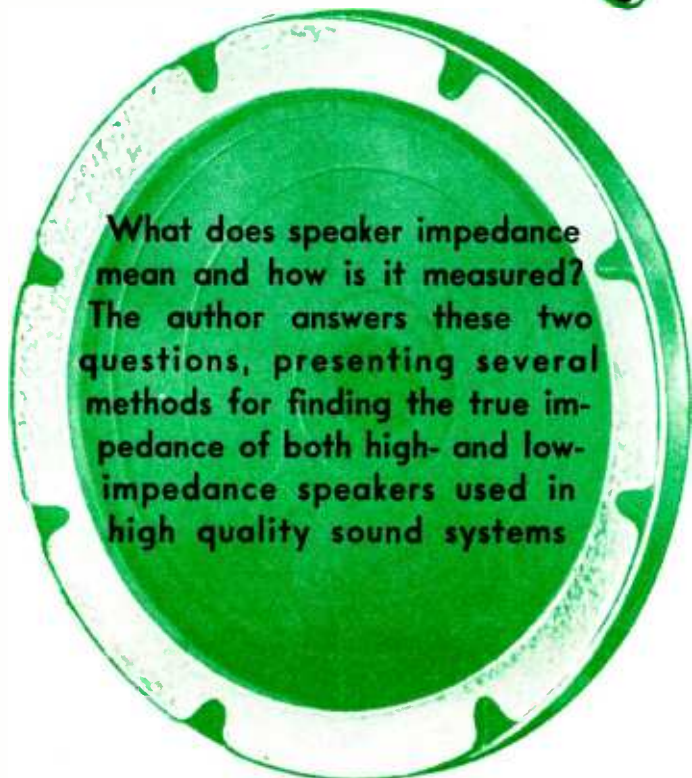 What does speaker impedance
mean and how is it measured?
The author answers these two
questions, presenting several
methods for finding the true im-
pedance of both high- and low-
impedance speakers used in
high quality sound systems